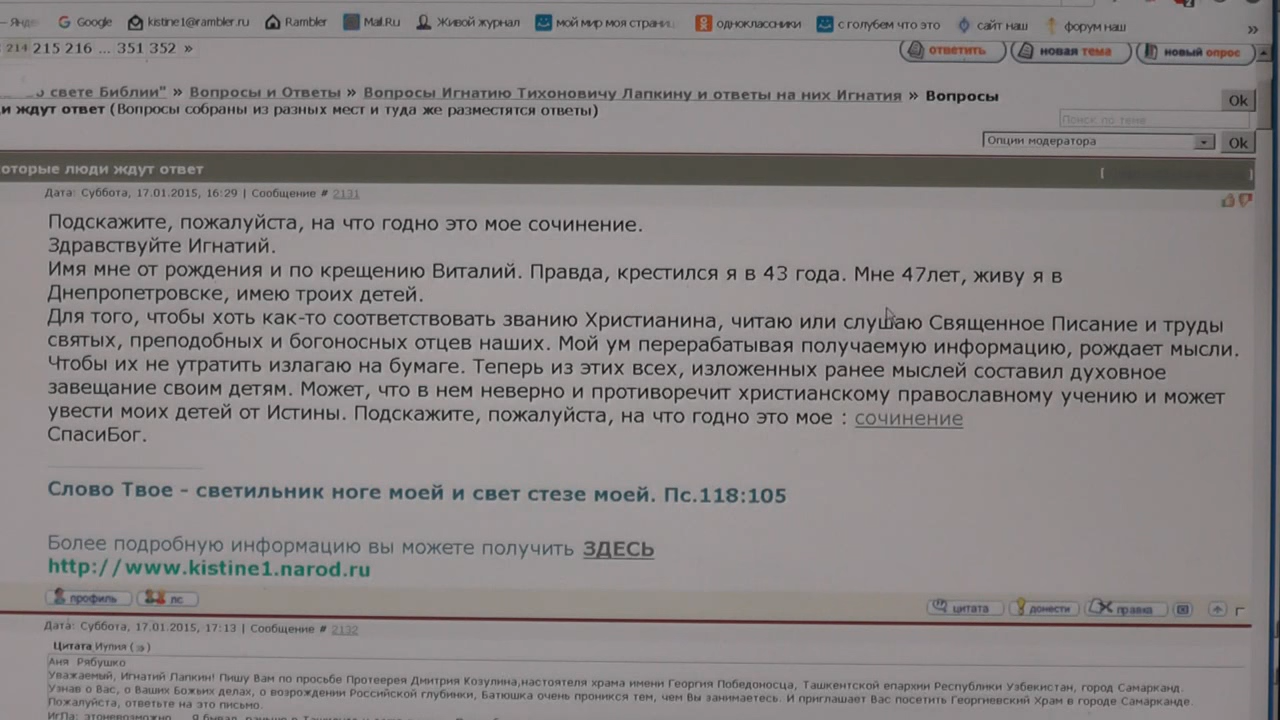 Google kistine1@rambler.ru Rambler Mail.Ru Живой журнал мой мир моя страниц одноклассники с голубем что это сайт наш форум наш »
214 215 216 ... 351 352 »
ответить новая тема новый опрос
о свете Библии" » Вопросы и Ответы » Вопросы Игнатию Тихоновичу Лапкину и ответы на них Игнатия » Вопросы
и ждут ответ (Вопросы собраны из разных мест и туда же разместятся ответы)
Ok
Поиск по теме
Опции модератора Ok
оторые люди ждут ответ [ ]
Дата: Суббота, 17.01.2015, 16:29 | Сообщение # 2131
Подскажите, пожалуйста, на что годно это мое сочинение.
Здравствуйте Игнатий.
Имя мне от рождения и по крещению Виталий. Правда, крестился я в 43 года. Мне 47лет, живу я в
Днепропетровске, имею троих детей.
Для того, чтобы хоть как-то соответствовать званию Христианина, читаю или слушаю Священное Писание и труды
святых, преподобных и богоносных отцев наших. Мой ум перерабатывая получаемую информацию, рождает мысли.
Чтобы их не утратить излагаю на бумаге. Теперь из этих всех, изложенных ранее мыслей составил духовное
завещание своим детям. Может, что в нем неверно и противоречит христианскому православному учению и может
увести моих детей от Истины. Подскажите, пожалуйста, на что годно это мое : сочинение
СпасиБог.
Слово Твое - светильник ноге моей и свет стезе моей. Пс.118:105
Более подробную информацию вы можете получить ЗДЕСЬ
http://www.kistine1.narod.ru
профиль лс цитата донести правка
Дата: Суббота, 17.01.2015, 17:13 | Сообщение # 2132
Цитата Иулия ( )
Аня Рябушко
Уважаемый, Игнатий Лапкин! Пишу Вам по просьбе Протеерея Дмитрия Козулина,настоятеля храма имени Георгия Победоносца, Ташкентской епархии Республики Узбекистан, город Самарканд.
Узнав о Вас, о Ваших Божьих делах, о возрождении Российской глубинки, Батюшка очень проникся тем, чем Вы занимаетесь. И приглашает Вас посетить Георгиевский Храм в городе Самарканде.
Пожалуйста, ответьте на это письмо.